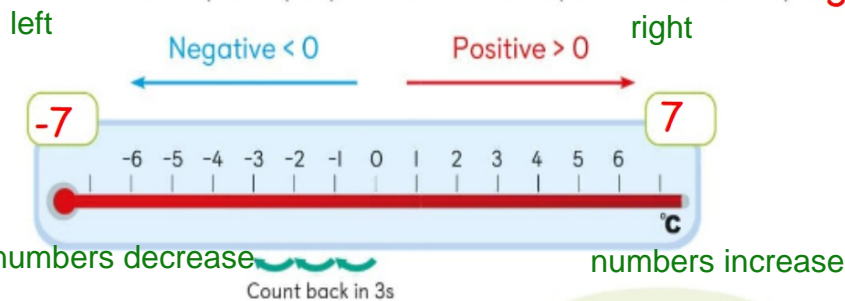 left
right
Negative < 0
Positive > 0
-7
7
-6 -5 -4 -3 -2 -1 0 1 2 3 4 5 6
°C
numbers decrease
numbers increase
Count back in 3s